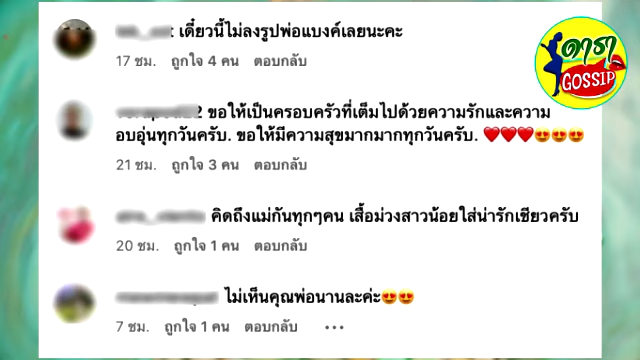 เดี๋ยวนี้ไม่ลงรูปพ่อแบงค์เลยนะคะ
17 ชม. ถูกใจ 4 คน ตอบกลับ
ดารา
GOSSIP
2 ขอให้เป็นครอบครัวที่เต็มไปด้วยความรักและความ
อบอุ่นทุกวันครับ. ขอให้มีความสุขมากมากทุกวันครับ. ❤️❤️❤️😍😍😍
21 ชม. ถูกใจ 3 คน ตอบกลับ
คิดถึงแม่กันทุกๆคน เสื้อม่วงสาวน้อยใส่น่ารักเชียวครับ
20 ชม. ถูกใจ 1 คน ตอบกลับ
ไม่เห็นคุณพ่อนานละค่ะ😍😍
7 ชม. ถูกใจ 1 คน ตอบกลับ •••